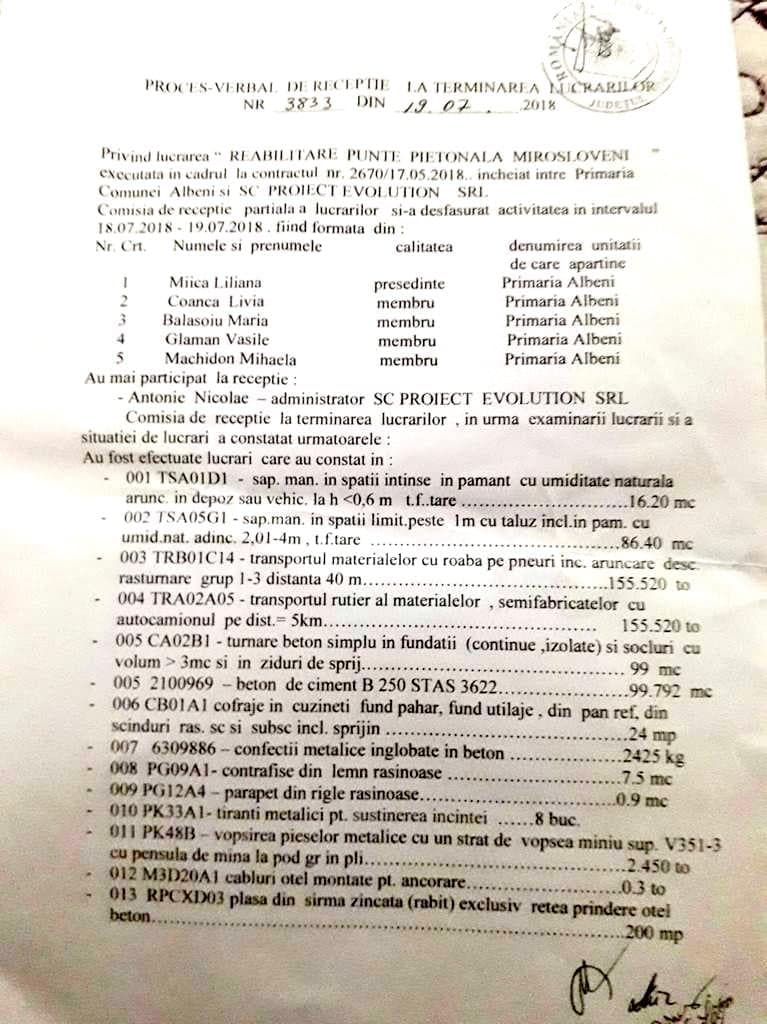 ROMÂNIA
JUDEȚUL
PROCES-VERBAL DE RECEPTIE LA TERMINAREA LUCRARILOR
NR 3833 DIN 19.07. .2018
Privind lucrarea " REABILITARE PUNTE PIETONALA MIROSLOVENI "
executata in cadrul la contractul nr. 2670/17.05.2018.. incheiat intre Primaria
Comunei Albeni si SC PROIECT EVOLUTION SRL
Comisia de receptie partiala a lucrarilor si-a desfasurat activitatea in intervalul
18.07.2018 - 19.07.2018 . fiind formata din :
Nr. Crt. Numele si prenumele calitatea denumirea unitatii
de care apartine
1 Miica Liliana presedinte Primaria Albeni
2 Coanca Livia membru Primaria Albeni
3 Balasoiu Maria membru Primaria Albeni
4 Glaman Vasile membru Primaria Albeni
5 Machidon Mihaela membru Primaria Albeni
Au mai participat la receptie :
- Antonie Nicolae – administrator SC PROIECT EVOLUTION SRL
Comisia de receptie la terminarea lucrarilor , in urma examinarii lucrarii si a
situatiei de lucrari a constatat urmatoarele :
Au fost efectuate lucrari care au constat in :
- 001 TSA01D1 - sap. man. in spatii intinse in pamant cu umiditate naturala
arunc. in depoz sau vehic. la h <0,6 m t.f..tare ..............................16.20 mc
- 002 TSA05G1 - sap.man. in spatii limit.peste 1m cu taluz incl.in pam. cu
umid.nat. adinc. 2,01-4m , t.f.tare ............................................86.40 mc
- 003 TRB01C14 - transportul materialelor cu roaba pe pneuri inc. aruncare desc.
rasturnare grup 1-3 distanta 40 m...........................................155.520 to
- 004 TRA02A05 - transportul rutier al materialelor , semifabricatelor cu
autocamionul pe dist.= 5km................................................ 155.520 to
- 005 CA02B1 - turnare beton simplu in fundatii (continue ,izolate) si socluri cu
volum > 3mc si in ziduri de sprij.................................................... 99 mc
- 005 2100969 – beton de ciment B 250 STAS 3622.......................99.792 mc
- 006 CB01A1 cofraje in cuzineti fund pahar, fund utilaje , din pan ref, din
scinduri ras. sc si subsc incl. sprijin ...........................................24 mp
- 007 6309886 – confectii metalice inglobate in beton ...................2425 kg
- 008 PG09A1- contrafise din lemn rasinoase ...................................7.5 mc
- 009 PG12A4 – parapet din rigle rasinoase...................................0.9 mc
- 010 PK33A1- tiranti metalici pt. sustinerea incintei ......8 buc.
- 011 PK48B – vopsirea pieselor metalice cu un strat de vopsea miniu sup. V351-3
cu pensula de mina la pod gr in pli..............................................2.450 to
- 012 M3D20A1 cabluri otel montate pt. ancorare...........................0.3 to
- 013 RPCXD03 plasa din sirma zincata (rabit) exclusiv retea prindere otel
beton...................................................................................200 mp